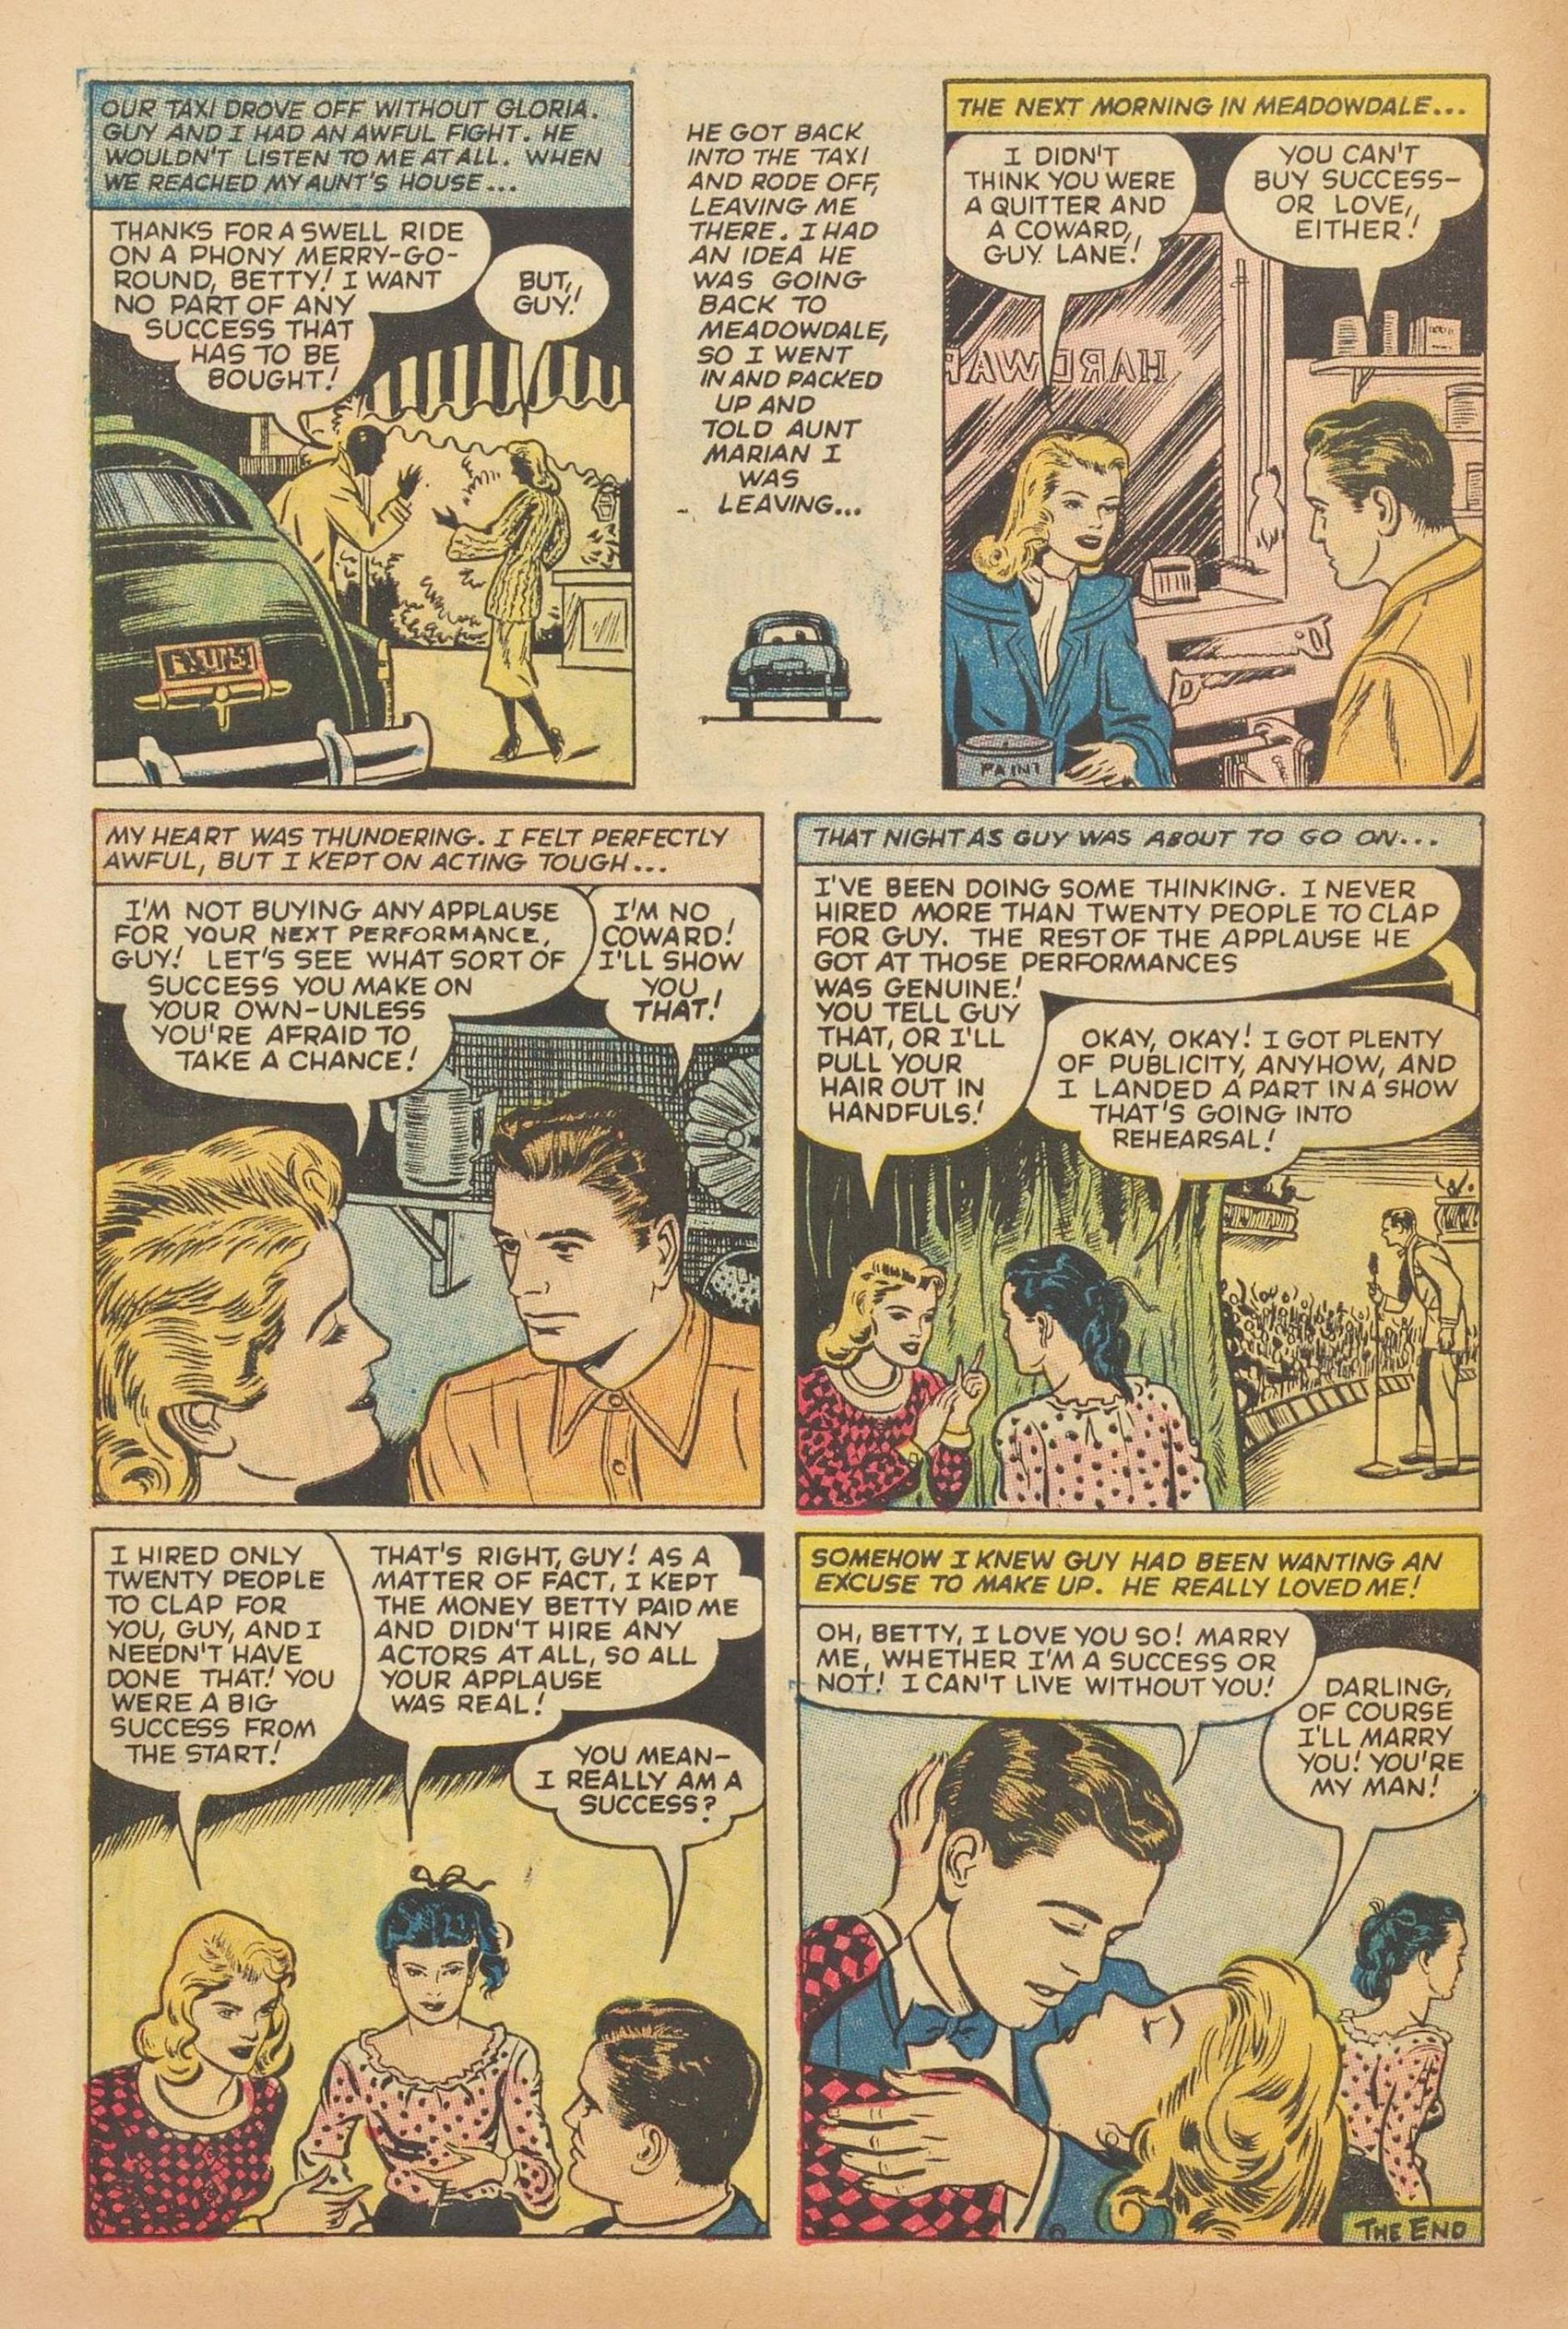 OUR TAXI DROVE OFF WITHOUT GLORIA.
GUY AND I HAD AN AWFUL FIGHT. HE
WOULDN'T LISTEN TO ME AT ALL. WHEN
WE REACHED MY AUNT'S HOUSE...
THANKS FOR A SWELL RIDE
ON A PHONY MERRY-GO-
ROUND, BETTY! I WANT
NO PART OF ANY
SUCCESS THAT
HAS TO BE
BOUGHT!
BUT,
GUY!
HE GOT BACK
INTO THE TAXI
AND RODE OFF,
LEAVING ME
THERE. I HAD
AN IDEA HE
WAS GOING
BACK TO
MEADOWDALE,
SO I WENT
IN AND PACKED
UP AND
TOLD AUNT
MARIAN I
WAS
LEAVING...
THE NEXT MORNING IN MEADOWDALE...
I DIDN'T
THINK YOU WERE
A QUITTER AND
A COWARD,
GUY LANE!
YOU CAN'T
BUY SUCCESS-
OR LOVE,
EITHER!
HARDWAR
PAINT
MY HEART WAS THUNDERING. I FELT PERFECTLY
AWFUL, BUT I KEPT ON ACTING TOUGH...
I'M NOT BUYING ANY APPLAUSE
FOR YOUR NEXT PERFORMANCE,
GUY! LET'S SEE WHAT SORT OF
SUCCESS YOU MAKE ON
YOUR OWN-UNLESS
YOU'RE AFRAID TO
TAKE A CHANCE!
I'M NO
COWARD!
I'LL SHOW
YOU
THAT!
THAT NIGHT AS GUY WAS ABOUT TO GO ON...
I'VE BEEN DOING SOME THINKING. I NEVER
HIRED MORE THAN TWENTY PEOPLE TO CLAP
FOR GUY. THE REST OF THE APPLAUSE HE
GOT AT THOSE PERFORMANCES
WAS GENUINE!
YOU TELL GUY
THAT, OR I'LL
PULL YOUR
HAIR OUT IN
HANDFULS!
OKAY, OKAY! I GOT PLENTY
OF PUBLICITY, ANYHOW, AND
I LANDED A PART IN A SHOW
THAT'S GOING INTO
REHEARSAL!
I HIRED ONLY
TWENTY PEOPLE
TO CLAP FOR
YOU, GUY, AND I
NEEDN'T HAVE
DONE THAT! YOU
WERE A BIG
SUCCESS FROM
THE START!
THAT'S RIGHT, GUY! AS A
MATTER OF FACT, I KEPT
THE MONEY BETTY PAID ME
AND DIDN'T HIRE ANY
ACTORS AT ALL, SO ALL
YOUR APPLAUSE
WAS REAL!
YOU MEAN-
I REALLY AM A
SUCCESS?
SOMEHOW I KNEW GUY HAD BEEN WANTING AN
EXCUSE TO MAKE UP. HE REALLY LOVED ME!
OH, BETTY, I LOVE YOU SO! MARRY
ME, WHETHER I'M A SUCCESS OR
NOT! I CAN'T LIVE WITHOUT YOU!
DARLING,
OF COURSE
I'LL MARRY
YOU! YOU'RE
MY MAN!
THE END